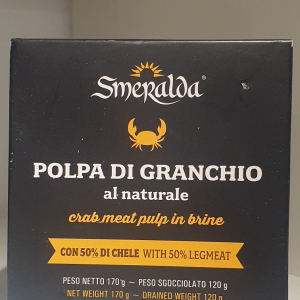 Smeralda®
POLPA DI GRANCHIO
al naturale
crab meat pulp in brine
CON 50% DI CHELE WITH 50% LEGMEAT
PESO NETTO 170 g – PESO SGOCCIOLATO 120 g
NET WEIGHT 170 g – DRAINED WEIGHT 120 g